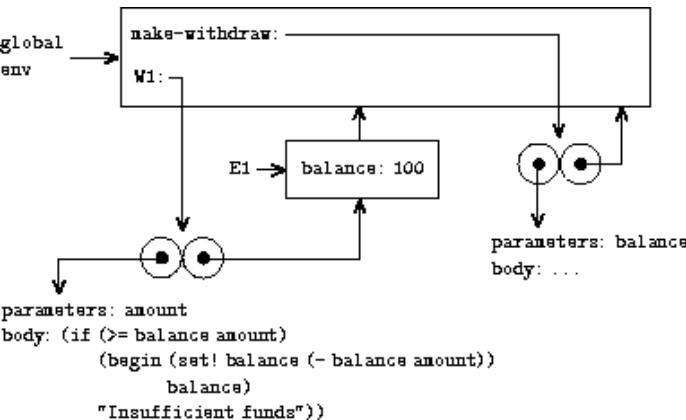 global
env
make-withdraw:
W1:
E1
balance: 100
parameters: balance
body: ...
parameters: amount
body: (if (>= balance amount)
(begin (set! balance (- balance amount))
balance)
"Insufficient funds"))